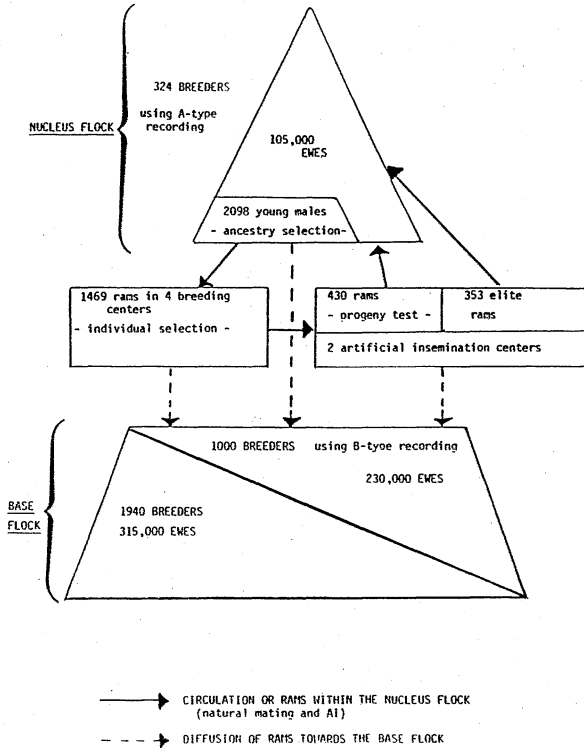 324 BREEDERS
using A-type
recording
NUCLEUS FLOCK
105,000
EWES
2098 young males
- ancestry selection-
1469 rams in 4 breeding
centers
- individual selection -
430 rams
- progeny test -
353 elite
rams
2 artificial insemination centers
1000 BREEDERS using B-tyoe recording
230,000 EWES
1940 BREEDERS
315,000 EWES
BASE
FLOCK
CIRCULATION OR RAMS WITHIN THE NUCLEUS FLOCK
(natural mating and AI)
DIFFUSION OF RAMS TOWARDS THE BASE FLOCK